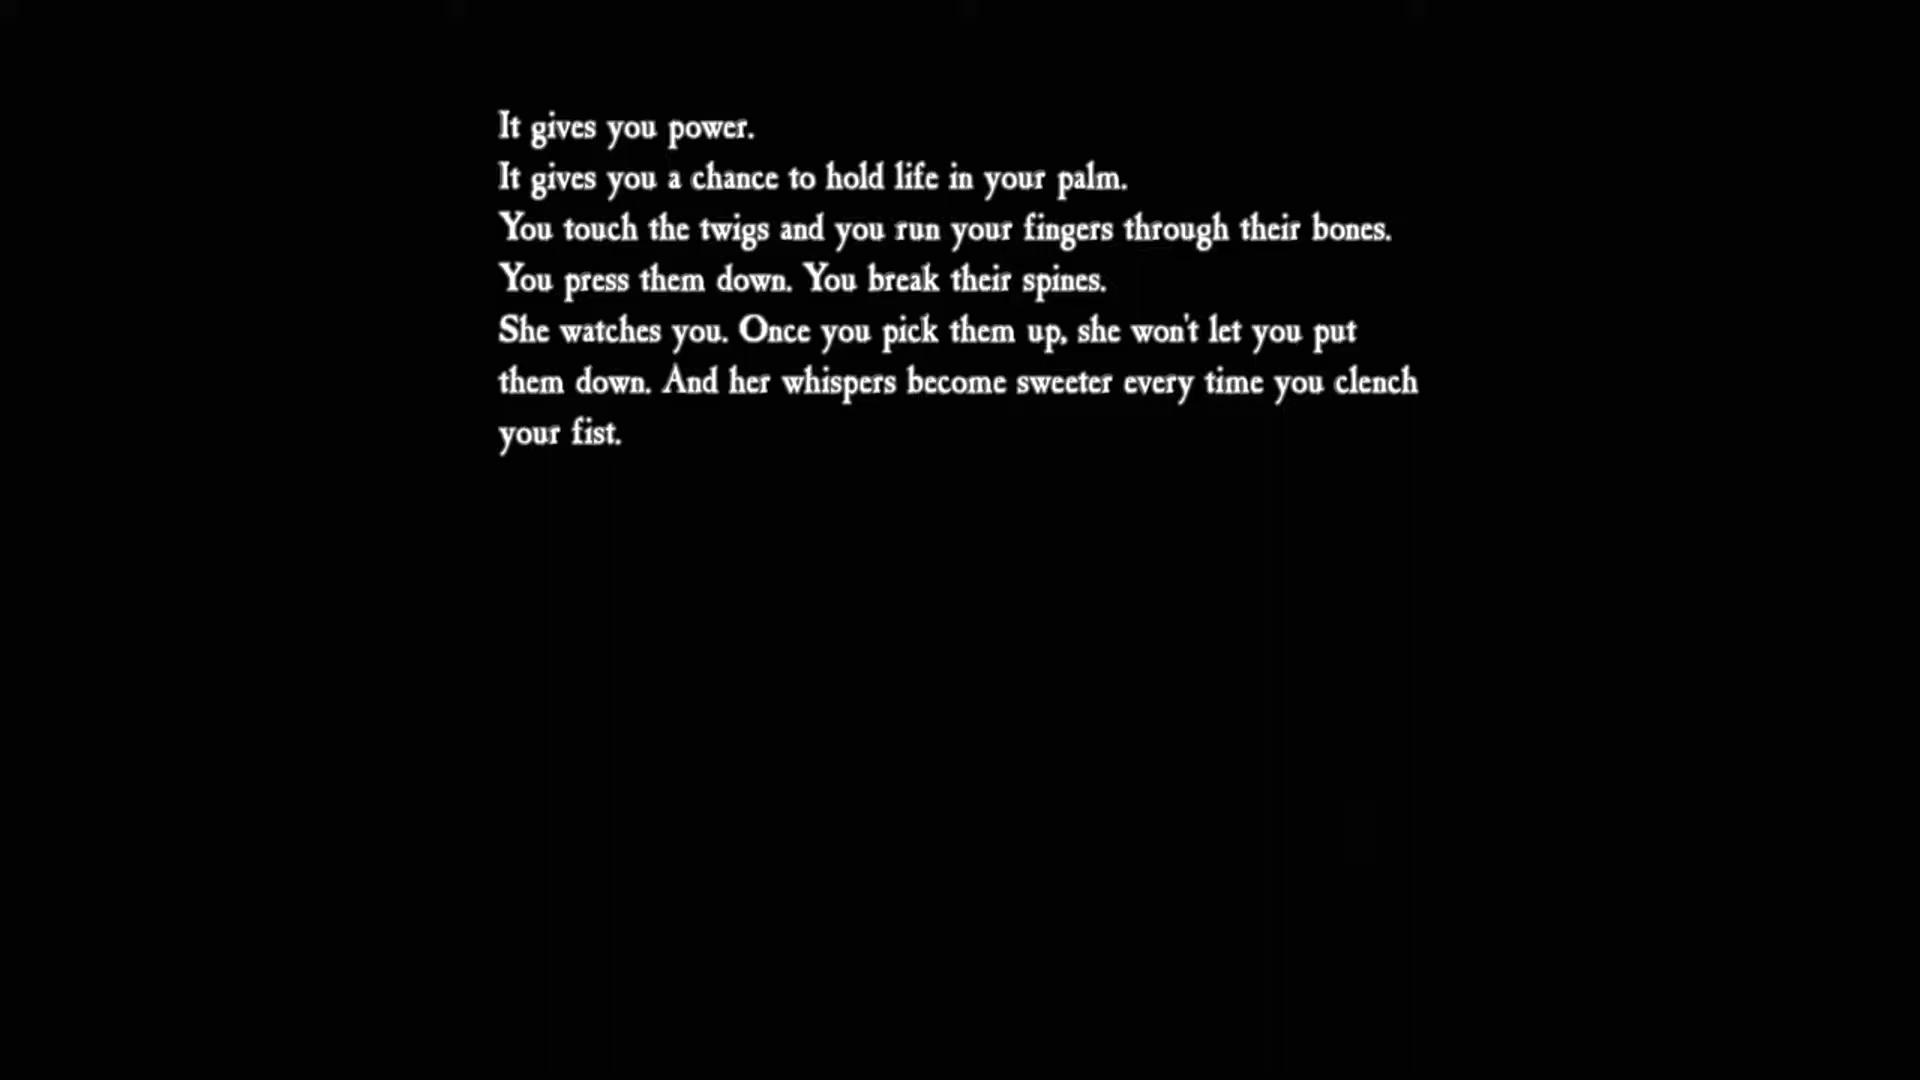 It gives you power.
It gives you a chance to hold life in your palm.
You touch the twigs and you run your fingers through their bones.
You press them down. You break their spines.
She watches you. Once you pick them up, she won't let you put
them down. And her whispers become sweeter every time you clench
your fist.